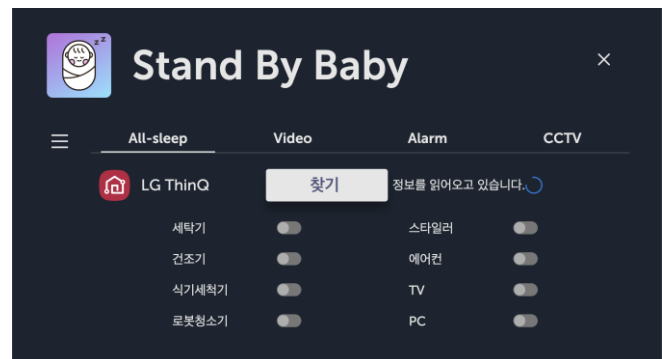 zz
Stand By Baby
All-sleep Video Alarm CCTV
LG ThinQ 찾기 정보를 읽어오고 있습니다.
세탁기 스타일러
건조기 에어컨
식기세척기 TV
로봇청소기 PC